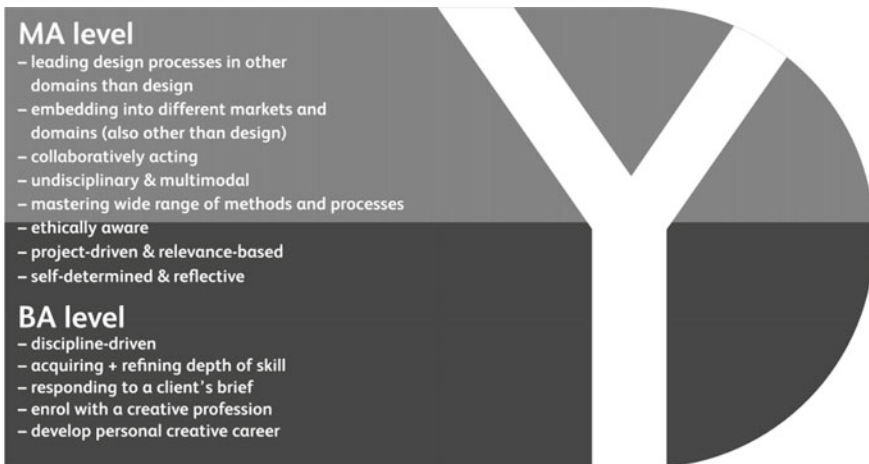 MA level
– leading design processes in other
domains than design
– embedding into different markets and
domains (also other than design)
– collaboratively acting
– undisciplinary & multimodal
– mastering wide range of methods and processes
– ethically aware
– project-driven & relevance-based
– self-determined & reflective
BA level
– discipline-driven
– acquiring + refining depth of skill
– responding to a client's brief
– enrol with a creative profession
– develop personal creative career
Y